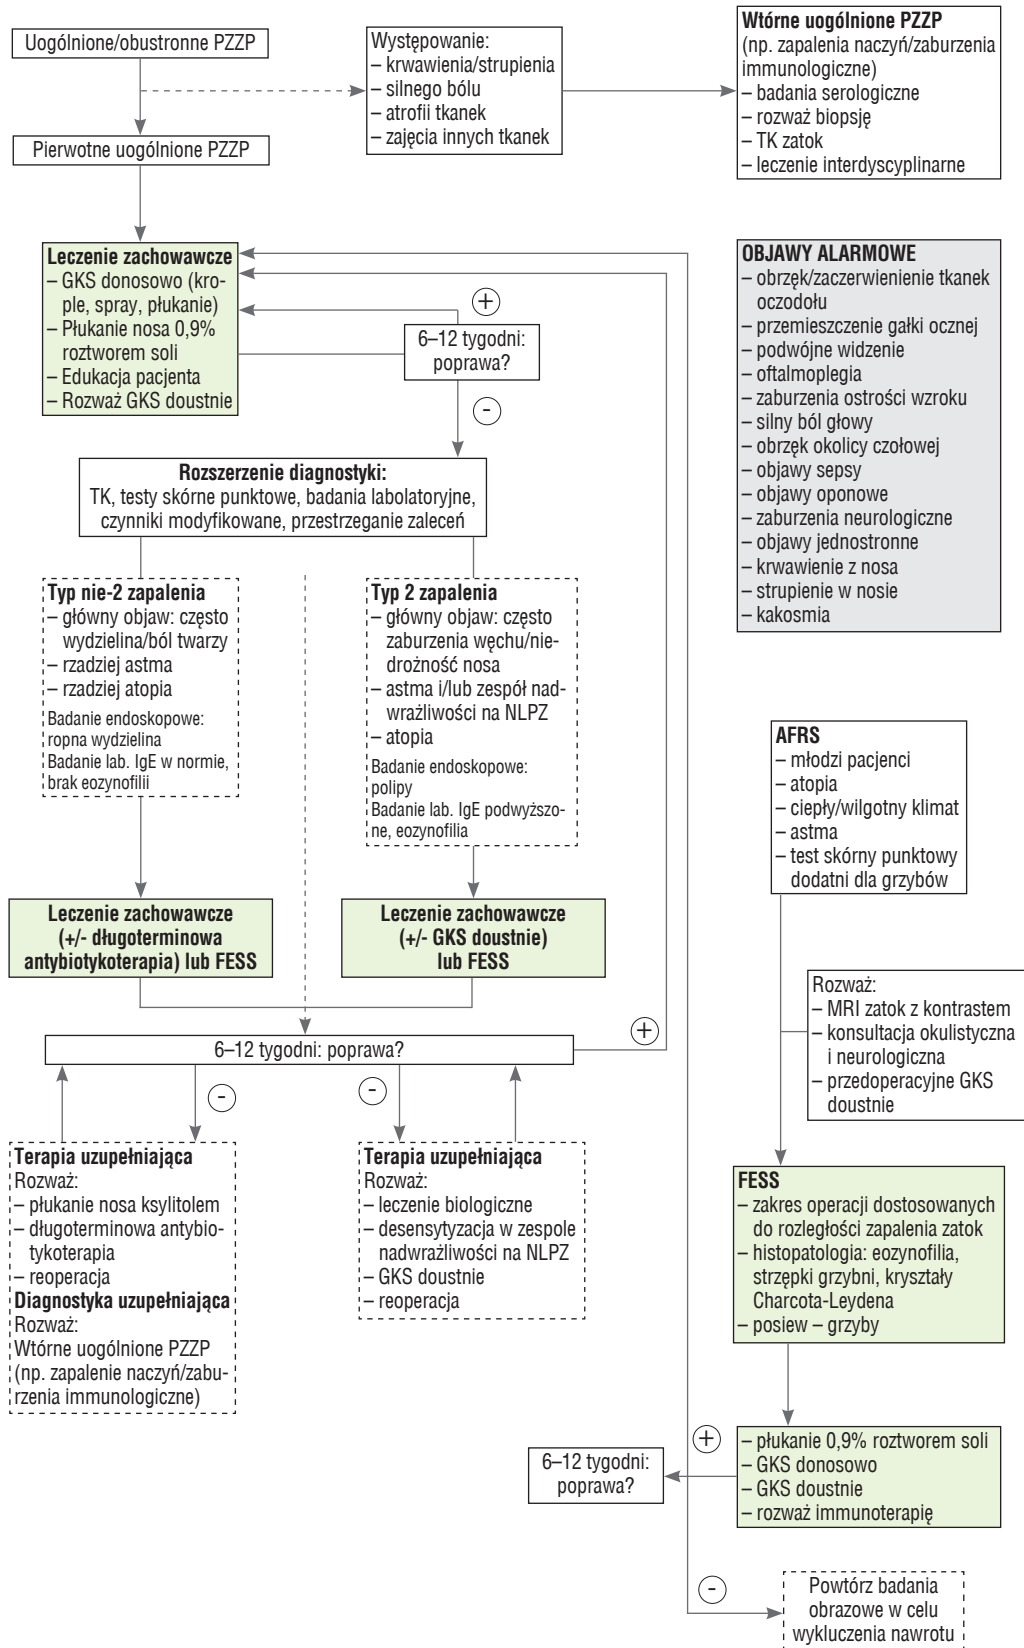 Uogólnione/obustronne PZZP
Występowanie:
– krwawienia/strupienia
– silnego bólu
– atrofii tkanek
– zajęcia innych tkanek
Wtórne uogólnione PZZP
(np. zapalenia naczyń/zaburzenia
immunologiczne)
– badania serologiczne
– rozważ biopsję
– TK zatok
– leczenie interdyscyplinarne
Pierwotne uogólnione PZZP
Leczenie zachowawcze
– GKS donosowo (kro-
ple, spray, płukanie)
– Płukanie nosa 0,9%
roztworem soli
– Edukacja pacjenta
– Rozważ GKS doustnie
+
6–12 tygodni:
poprawa?
-
OBJAWY ALARMOWE
– obrzęk/zaczerwienienie tkanek
oczodołu
– przemieszczenie gałki ocznej
– podwójne widzenie
– oftalmoplegia
– zaburzenia ostrości wzroku
– silny ból głowy
– obrzęk okolicy czołowej
– objawy sepsy
– objawy oponowe
– zaburzenia neurologiczne
– objawy jednostronne
– krwawienie z nosa
– strupienie w nosie
– kakosmia
Rozszerzenie diagnostyki:
TK, testy skórne punktowe, badania labolatoryjne,
czynniki modyfikowane, przestrzeganie zaleceń
Typ nie-2 zapalenia
– główny objaw: często
wydzielina/ból twarzy
– rzadziej astma
– rzadziej atopia
Badanie endoskopowe:
ropna wydzielina
Badanie lab. IgE w normie,
brak eozynofilii
Typ 2 zapalenia
– główny objaw: często
zaburzenia węchu/nie-
drożność nosa
– astma i/lub zespół nad-
wrażliwości na NLPZ
– atopia
Badanie endoskopowe:
polipy
Badanie lab. IgE podwyższo-
ne, eozynofilia
AFRS
– młodzi pacjenci
– atopia
– ciepły/wilgotny klimat
– astma
– test skórny punktowy
dodatni dla grzybów
Leczenie zachowawcze
(+/- długoterminowa
antybiotykoterapia) lub FESS
Leczenie zachowawcze
(+/- GKS doustnie)
lub FESS
Rozważ:
– MRI zatok z kontrastem
– konsultacja okulistyczna
i neurologiczna
– przedoperacyjne GKS
doustnie
6–12 tygodni: poprawa?
+
-
-
Terapia uzupełniająca
Rozważ:
– płukanie nosa ksylitolem
– długoterminowa antybio-
tykoterapia
– reoperacja
Diagnostyka uzupełniająca
Rozważ:
Wtórne uogólnione PZZP
(np. zapalenie naczyń/zabu-
rzenia immunologiczne)
Terapia uzupełniająca
Rozważ:
– leczenie biologiczne
– desensytyzacja w zespole
nadwrażliwości na NLPZ
– GKS doustnie
– reoperacja
FESS
– zakres operacji dostosowanych
do rozległości zapalenia zatok
– histopatologia: eozynofilia,
strzępki grzybni, kryształy
Charcota-Leydena
– posiew – grzyby
– płukanie 0,9% roztworem soli
– GKS donosowo
– GKS doustnie
– rozważ immunoterapię
+
6–12 tygodni:
poprawa?
-
Powtórz badania
obrazowe w celu
wykluczenia nawrotu